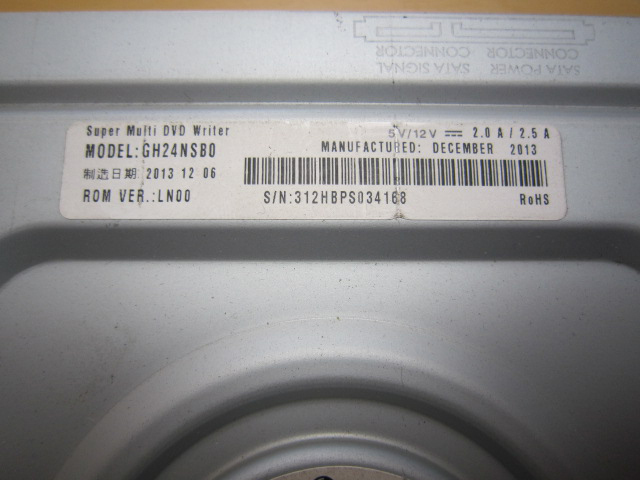 SATA POWER CONNECTOR
SATA SIGNAL CONNECTOR
Super Multi DVD Writer
5V/12V ⎓ 2.0 A / 2.5 A
MODEL:GH24NSB0
MANUFACTURED: DECEMBER 2013
制造日期 2013 12 06
ROM VER.:LN00
S/N:312HBPS034168
RoHS